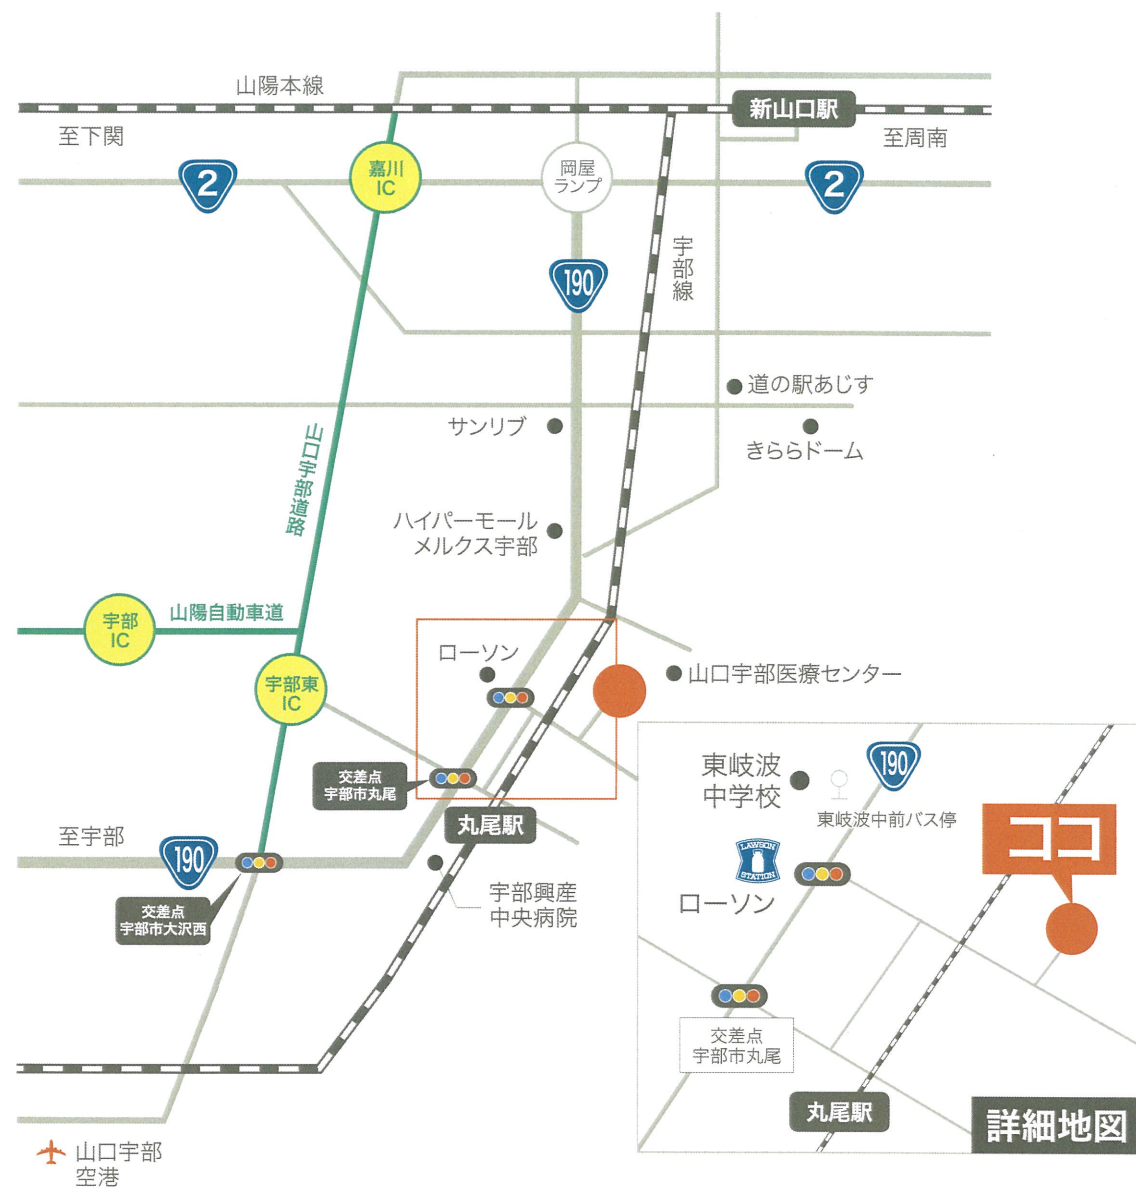 山陽本線
新山口駅
至下関
至周南
2
嘉川
IC
岡屋
ランプ
2
宇部線
190
道の駅あじす
サンリブ
きららドーム
山口宇部道路
ハイパーモール
メルクス宇部
宇部
IC
山陽自動車道
ローソン
宇部東
IC
山口宇部医療センター
交差点
宇部市丸尾
丸尾駅
至宇部
190
交差点
宇部市大沢西
宇部興産
中央病院
山口宇部
空港
東岐波
中学校
190
東岐波中前バス停
ココ
LAWSON
STATION
ローソン
交差点
宇部市丸尾
丸尾駅
詳細地図